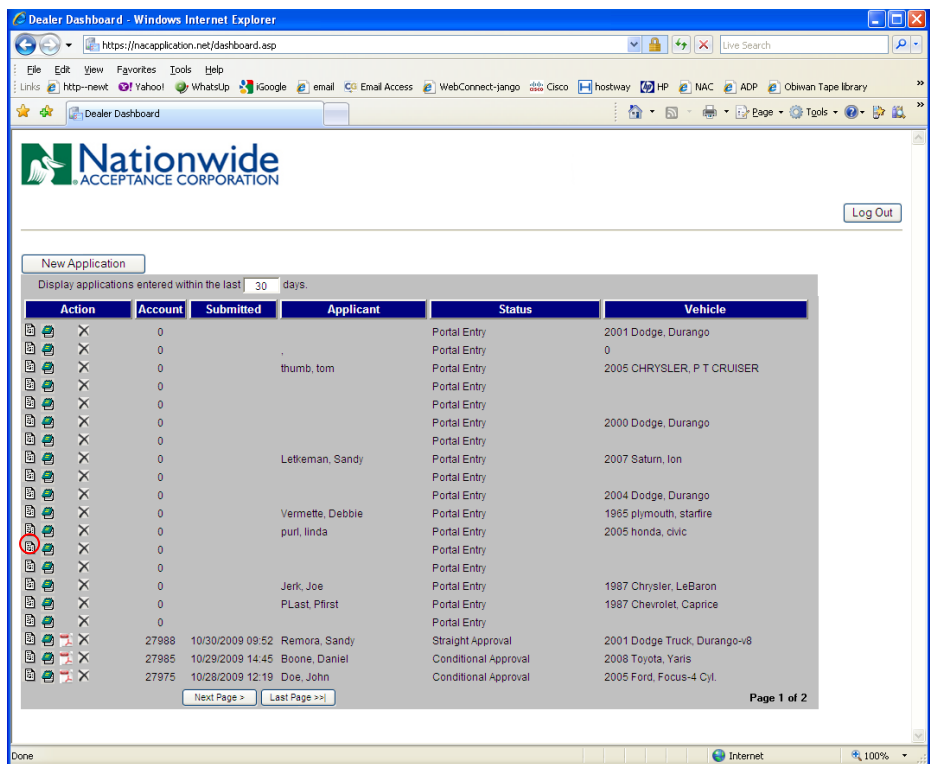 Dealer Dashboard - Windows Internet Explorer
https://nacapplication.net/dashboard.asp
Live Search
File Edit View Favorites Tools Help
Links http--newt Yahoo! WhatsUp iGoogle email Email Access WebConnect-jango Cisco hostway HP NAC ADP Obiwan Tape library »
Dealer Dashboard Page Tools »
Nationwide
ACCEPTANCE CORPORATION
Log Out
New Application
Display applications entered within the last 30 days.
Action Account Submitted Applicant Status Vehicle
0 Portal Entry 2001 Dodge, Durango
0 , Portal Entry 0
0 thumb, tom Portal Entry 2005 CHRYSLER, P T CRUISER
0 Portal Entry
0 Portal Entry
0 Portal Entry 2000 Dodge, Durango
0 Portal Entry
0 Letkeman, Sandy Portal Entry 2007 Saturn, Ion
0 Portal Entry
0 Portal Entry 2004 Dodge, Durango
0 Vermette, Debbie Portal Entry 1965 plymouth, starfire
0 purl, linda Portal Entry 2005 honda, civic
0 Portal Entry
0 Portal Entry
0 Jerk, Joe Portal Entry 1987 Chrysler, LeBaron
0 PLast, Pfirst Portal Entry 1987 Chevrolet, Caprice
0 Portal Entry
27988 10/30/2009 09:52 Remora, Sandy Straight Approval 2001 Dodge Truck, Durango-v8
27985 10/29/2009 14:45 Boone, Daniel Conditional Approval 2008 Toyota, Yaris
27975 10/28/2009 12:19 Doe, John Conditional Approval 2005 Ford, Focus-4 Cyl.
Next Page > Last Page >>| Page 1 of 2
Done Internet 100%